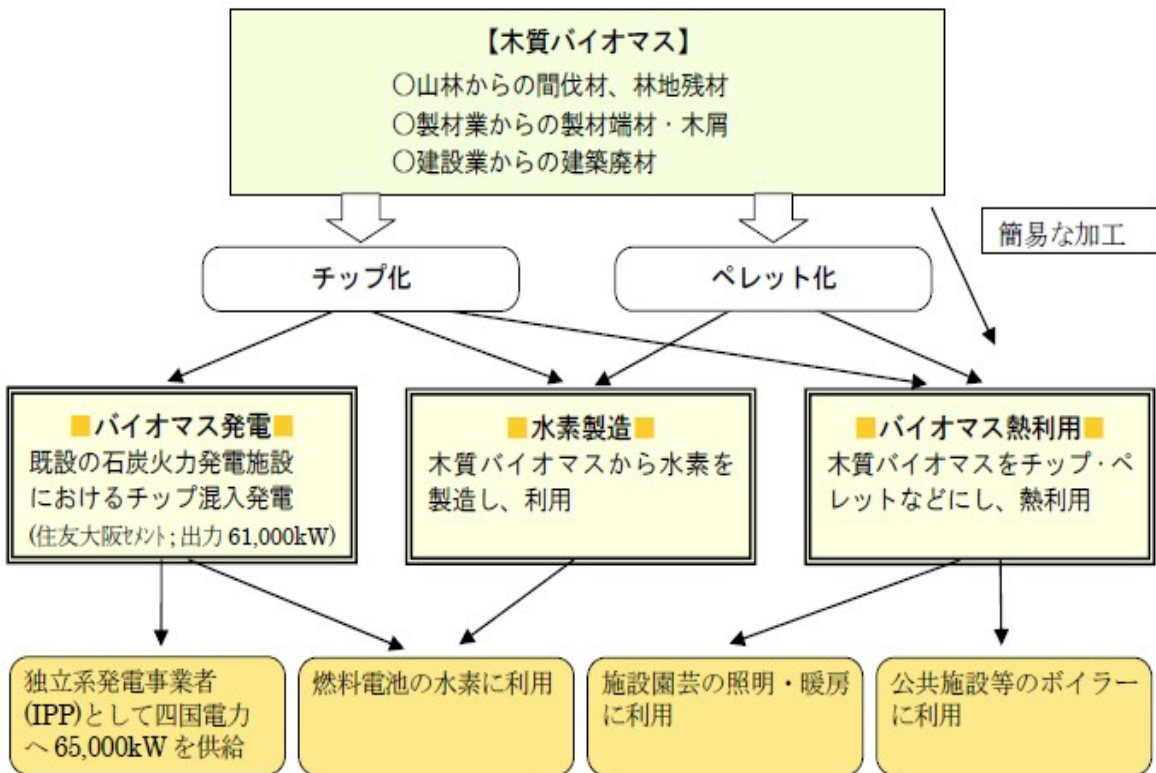 【木質バイオマス】
○山林からの間伐材、林地残材
○製材業からの製材端材・木屑
○建設業からの建築廃材
簡易な加工
チップ化
ペレット化
■バイオマス発電■
既設の石炭火力発電施設
におけるチップ混入発電
(住友大阪ｾﾒﾝﾄ;出力 61,000kW)
■水素製造■
木質バイオマスから水素を
製造し、利用
■バイオマス熱利用■
木質バイオマスをチップ・ペ
レットなどにし、熱利用
独立系発電事業者
(IPP)として四国電力
へ 65,000kW を供給
燃料電池の水素に利用
施設園芸の照明・暖房
に利用
公共施設等のボイラー
に利用